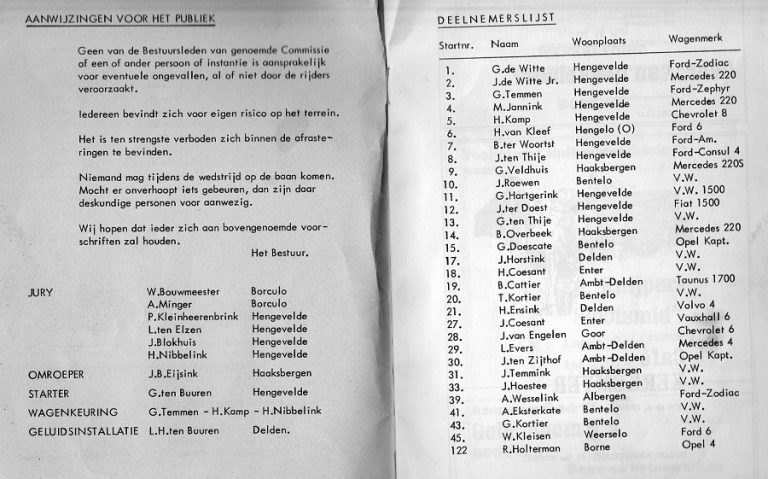 AANWIJZINGEN VOOR HET PUBLIEK
Geen van de Bestuursleden van genoemde Commissie
of een of ander persoon of instantie is aansprakelijk
voor eventuele ongevallen, al of niet door de rijders
veroorzaakt.
Iedereen bevindt zich voor eigen risico op het terrein.
Het is ten strengste verboden zich binnen de afraste-
ringen te bevinden.
Niemand mag tijdens de wedstrijd op de baan komen.
Mocht er onverhoopt iets gebeuren, dan zijn daar
deskundige personen voor aanwezig.
Wij hopen dat ieder zich aan bovengenoemde voor-
schriften zal houden.
Het Bestuur.
JURY W.Bouwmeester Borculo
A.Minger Borculo
P.Kleinheerenbrink Hengevelde
L.ten Elzen Hengevelde
J.Blokhuis Hengevelde
H.Nibbelink Hengevelde
OMROEPER J.B.Eijsink Haaksbergen
STARTER G.ten Buuren Hengevelde
WAGENKEURING G.Temmen - H.Kamp - H.Nibbelink
GELUIDSINSTALLATIE L.H.ten Buuren Delden.
DEELNEMERSLIJST
Startnr. Naam Woonplaats Wagenmerk
1. G.de Witte Hengevelde Ford-Zodiac
2. J.de Witte Jr. Hengevelde Mercedes 220
3. G.Temmen Hengevelde Ford-Zephyr
4. M.Jannink Hengevelde Mercedes 220
5. H.Kamp Hengevelde Chevrolet 8
6. H.van Kleef Hengelo (O) Ford 6
7. B.ter Woortst Hengevelde Ford-Am.
8. J.ten Thije Hengevelde Ford-Consul 4
9. G.Veldhuis Haaksbergen Mercedes 220S
10. J.Roewen Bentelo V.W.
11. G.Hartgerink Hengevelde V.W. 1500
12. J.ter Doest Hengevelde Fiat 1500
13. G.ten Thije Hengevelde V.W.
14. B.Overbeek Haaksbergen Mercedes 220
15. G.Doescate Bentelo Opel Kapt.
17. J.Horstink Delden V.W.
18. H.Coesant Enter V.W.
19. B.Cattier Ambt-Delden Taunus 1700
20. T.Kortier Bentelo V.W.
21. H.Ensink Delden Volvo 4
27. J.Coesant Enter Vauxhall 6
28. J.van Engelen Goor Chevrolet 6
29. L.Evers Ambt-Delden Mercedes 4
30. J.ten Zijthof Ambt-Delden Opel Kapt.
31. J.Temmink Haaksbergen V.W.
33. J.Hoestee Haaksbergen V.W.
39. A.Wesselink Albergen Ford-Zodiac
41. A.Eksterkate Bentelo V.W.
43. G.Kortier Bentelo V.W.
45. W.Kleisen Weerselo Ford 6
122 R.Holterman Borne Opel 4